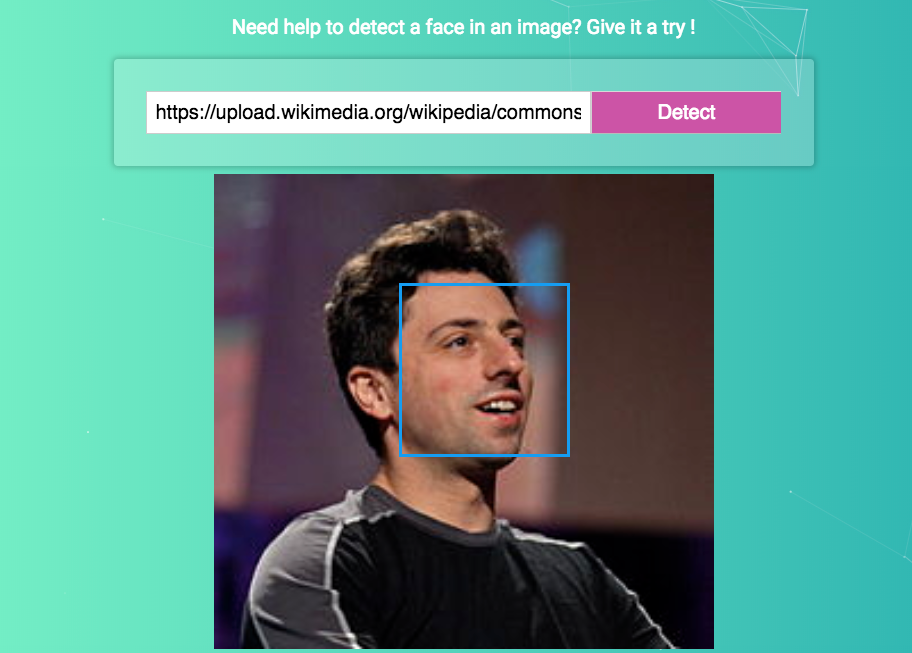 Need help to detect a face in an image? Give it a try !
https://upload.wikimedia.org/wikipedia/commons
Detect